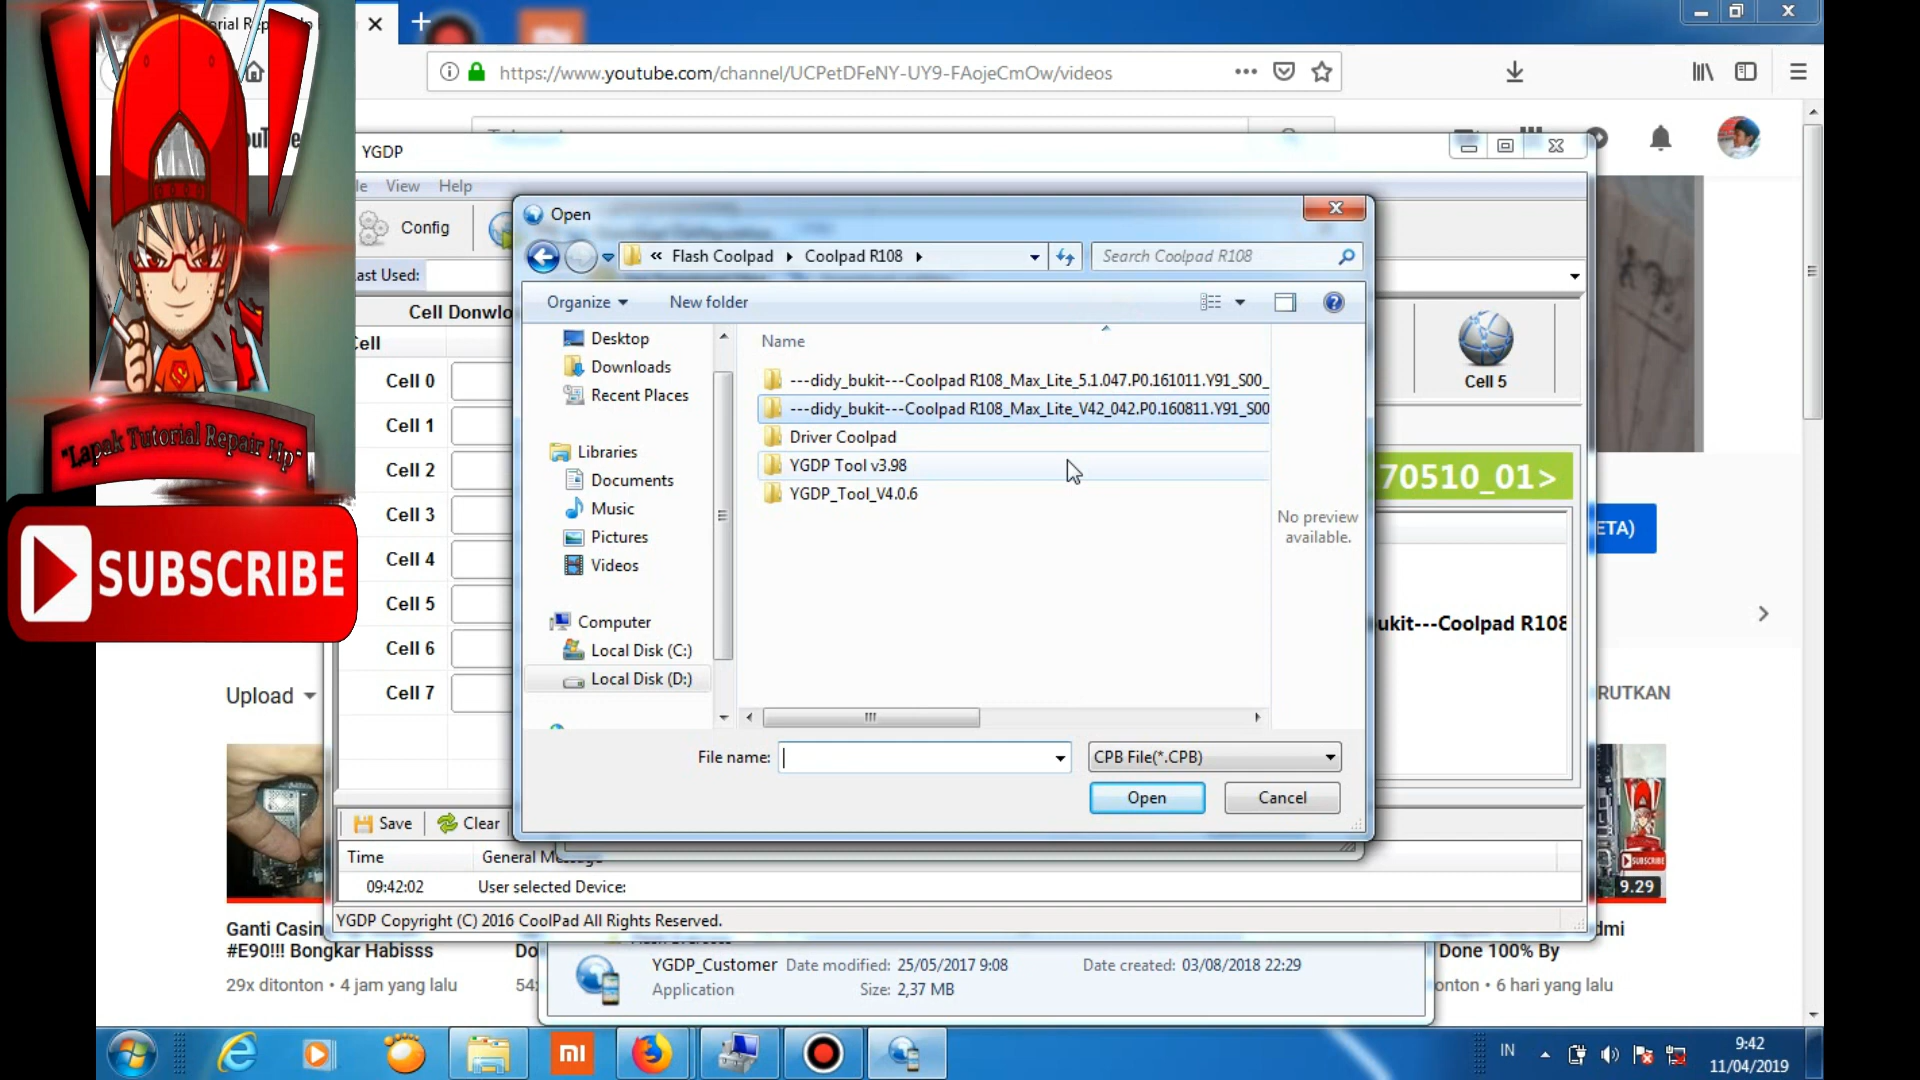 https://www.youtube.com/channel/UCPetDFeNY-UY9-FAojeCmOw/videos
YGDP
View Help
Config
Last Used:
Cell
Cell 0
Cell 1
Cell 2
Cell 3
Cell 4
Cell 5
Cell 6
Cell 7
Cell 5
70510_01>
ukit---Coolpad R108
Open
« Flash Coolpad Coolpad R108
Search Coolpad R108
Organize New folder
Desktop
Downloads
Recent Places
Libraries
Documents
Music
Pictures
Videos
Computer
Local Disk (C:)
Local Disk (D:)
Name
---didy_bukit---Coolpad R108_Max_Lite_5.1.047.P0.161011.Y91_S00_
---didy_bukit---Coolpad R108_Max_Lite_V42_042.P0.160811.Y91_S00
Driver Coolpad
YGDP Tool v3.98
YGDP_Tool_V4.0.6
No preview
available.
File name:
CPB File(*.CPB)
Open Cancel
Save Clear
Time General
09:42:02 User selected Device:
YGDP Copyright (C) 2016 CoolPad All Rights Reserved.
YGDP_Customer Date modified: 25/05/2017 9:08 Date created: 03/08/2018 22:29
Application Size: 2,37 MB
"Lapak Tutorial Repair Hp"
SUBSCRIBE
Upload
RUTKAN
ETA)
Ganti Casin
#E90!!! Bongkar Habisss
29x ditonton • 4 jam yang lalu
Do
54x
SUBSCRIBE
9.29
dmi
Done 100% By
onton • 6 hari yang lalu
mi
IN
9:42
11/04/2019